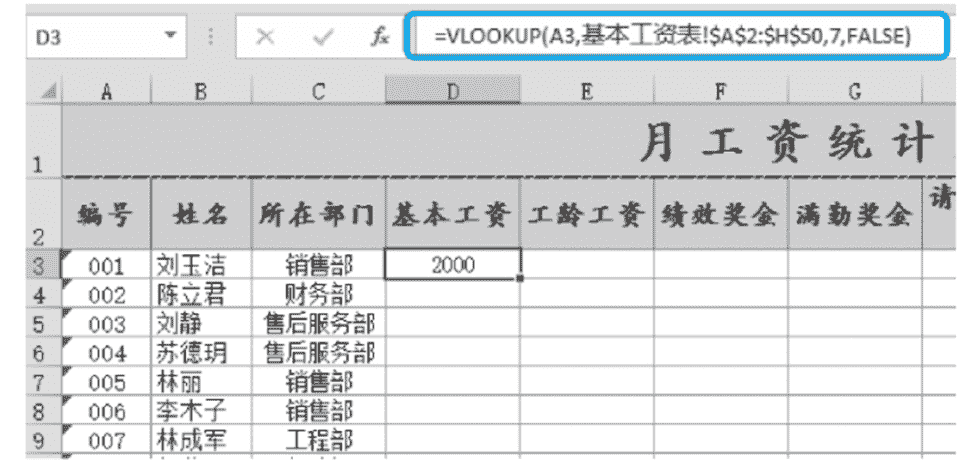 D3 fx =VLOOKUP(A3,基本工资表!$A$2:$H$50,7,FALSE)
A B C D E F G
1 月工资统计
2 编号 姓名 所在部门 基本工资 工龄工资 绩效奖金 满勤奖金 请
3 001 刘玉洁 销售部 2000
4 002 陈立君 财务部
5 003 刘静 售后服务部
6 004 苏德玥 售后服务部
7 005 林丽 销售部
8 006 李木子 销售部
9 007 林成军 工程部